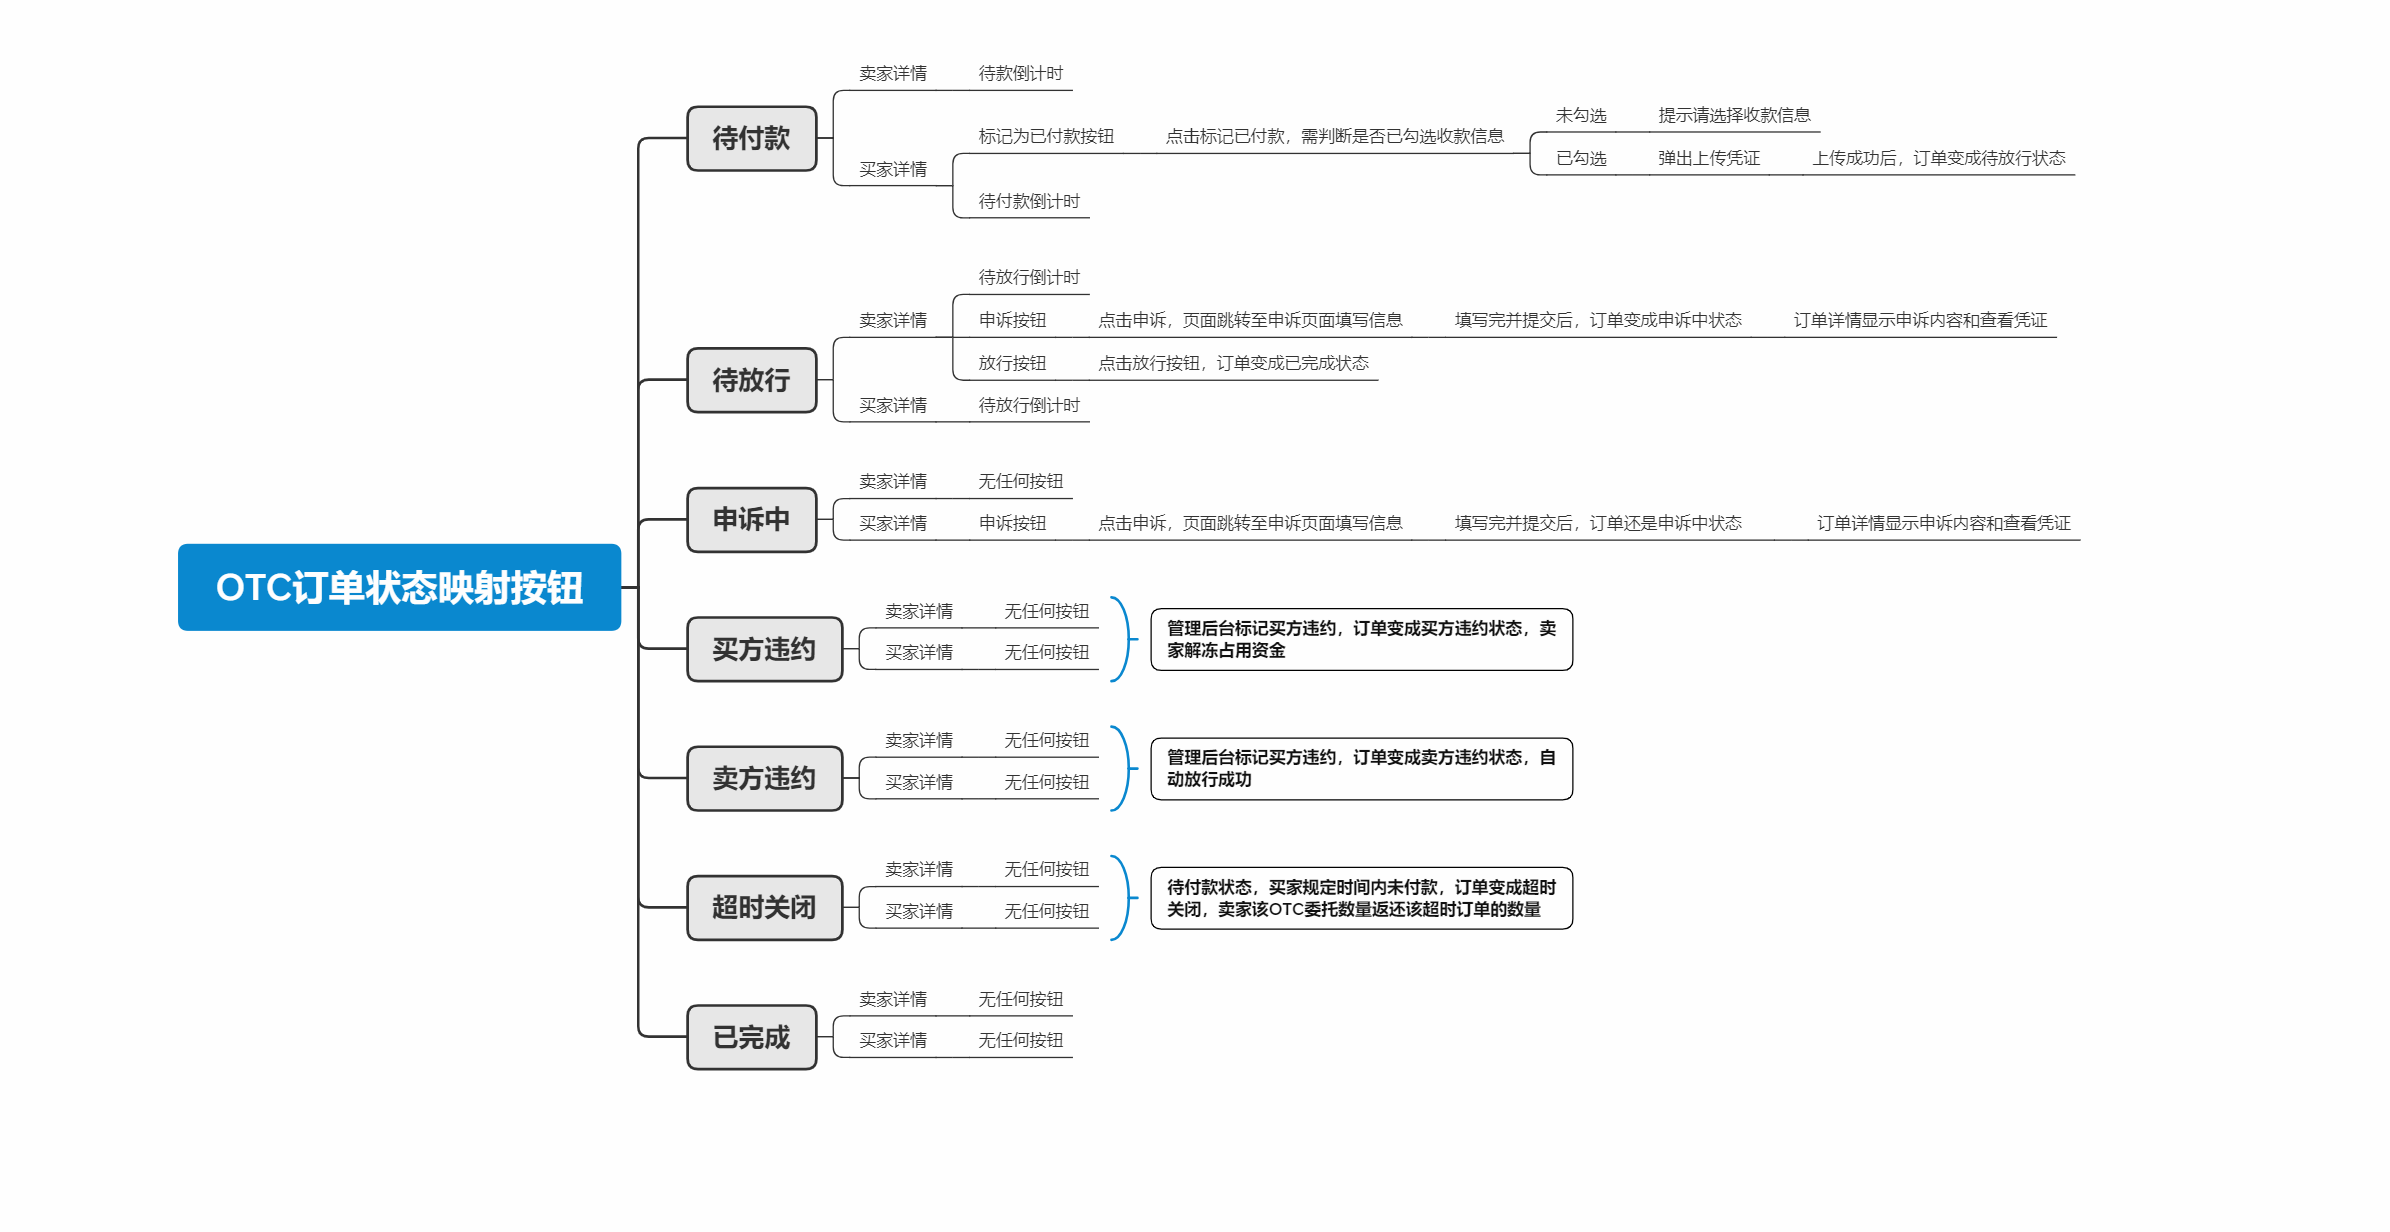 OTC订单状态映射按钮
待付款
卖家详情
待款倒计时
买家详情
标记为已付款按钮
点击标记已付款，需判断是否已勾选收款信息
未勾选
提示请选择收款信息
已勾选
弹出上传凭证
上传成功后，订单变成待放行状态
待付款倒计时
待放行
卖家详情
待放行倒计时
申诉按钮
点击申诉，页面跳转至申诉页面填写信息
填写完并提交后，订单变成申诉中状态
订单详情显示申诉内容和查看凭证
放行按钮
点击放行按钮，订单变成已完成状态
买家详情
待放行倒计时
申诉中
卖家详情
无任何按钮
买家详情
申诉按钮
点击申诉，页面跳转至申诉页面填写信息
填写完并提交后，订单还是申诉中状态
订单详情显示申诉内容和查看凭证
买方违约
卖家详情
无任何按钮
买家详情
无任何按钮
管理后台标记买方违约，订单变成买方违约状态，卖
家解冻占用资金
卖方违约
卖家详情
无任何按钮
买家详情
无任何按钮
管理后台标记买方违约，订单变成卖方违约状态，自
动放行成功
超时关闭
卖家详情
无任何按钮
买家详情
无任何按钮
待付款状态，买家规定时间内未付款，订单变成超时
关闭，卖家该OTC委托数量返还该超时订单的数量
已完成
卖家详情
无任何按钮
买家详情
无任何按钮